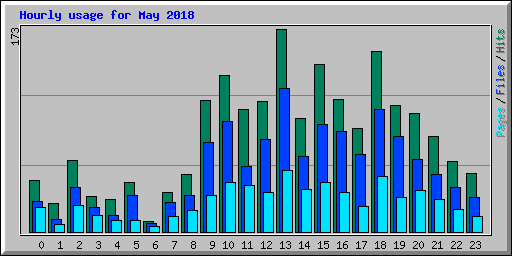 Hourly usage for May 2018
173
Pages/Files/Hits
0 1 2 3 4 5 6 7 8 9 10 11 12 13 14 15 16 17 18 19 20 21 22 23